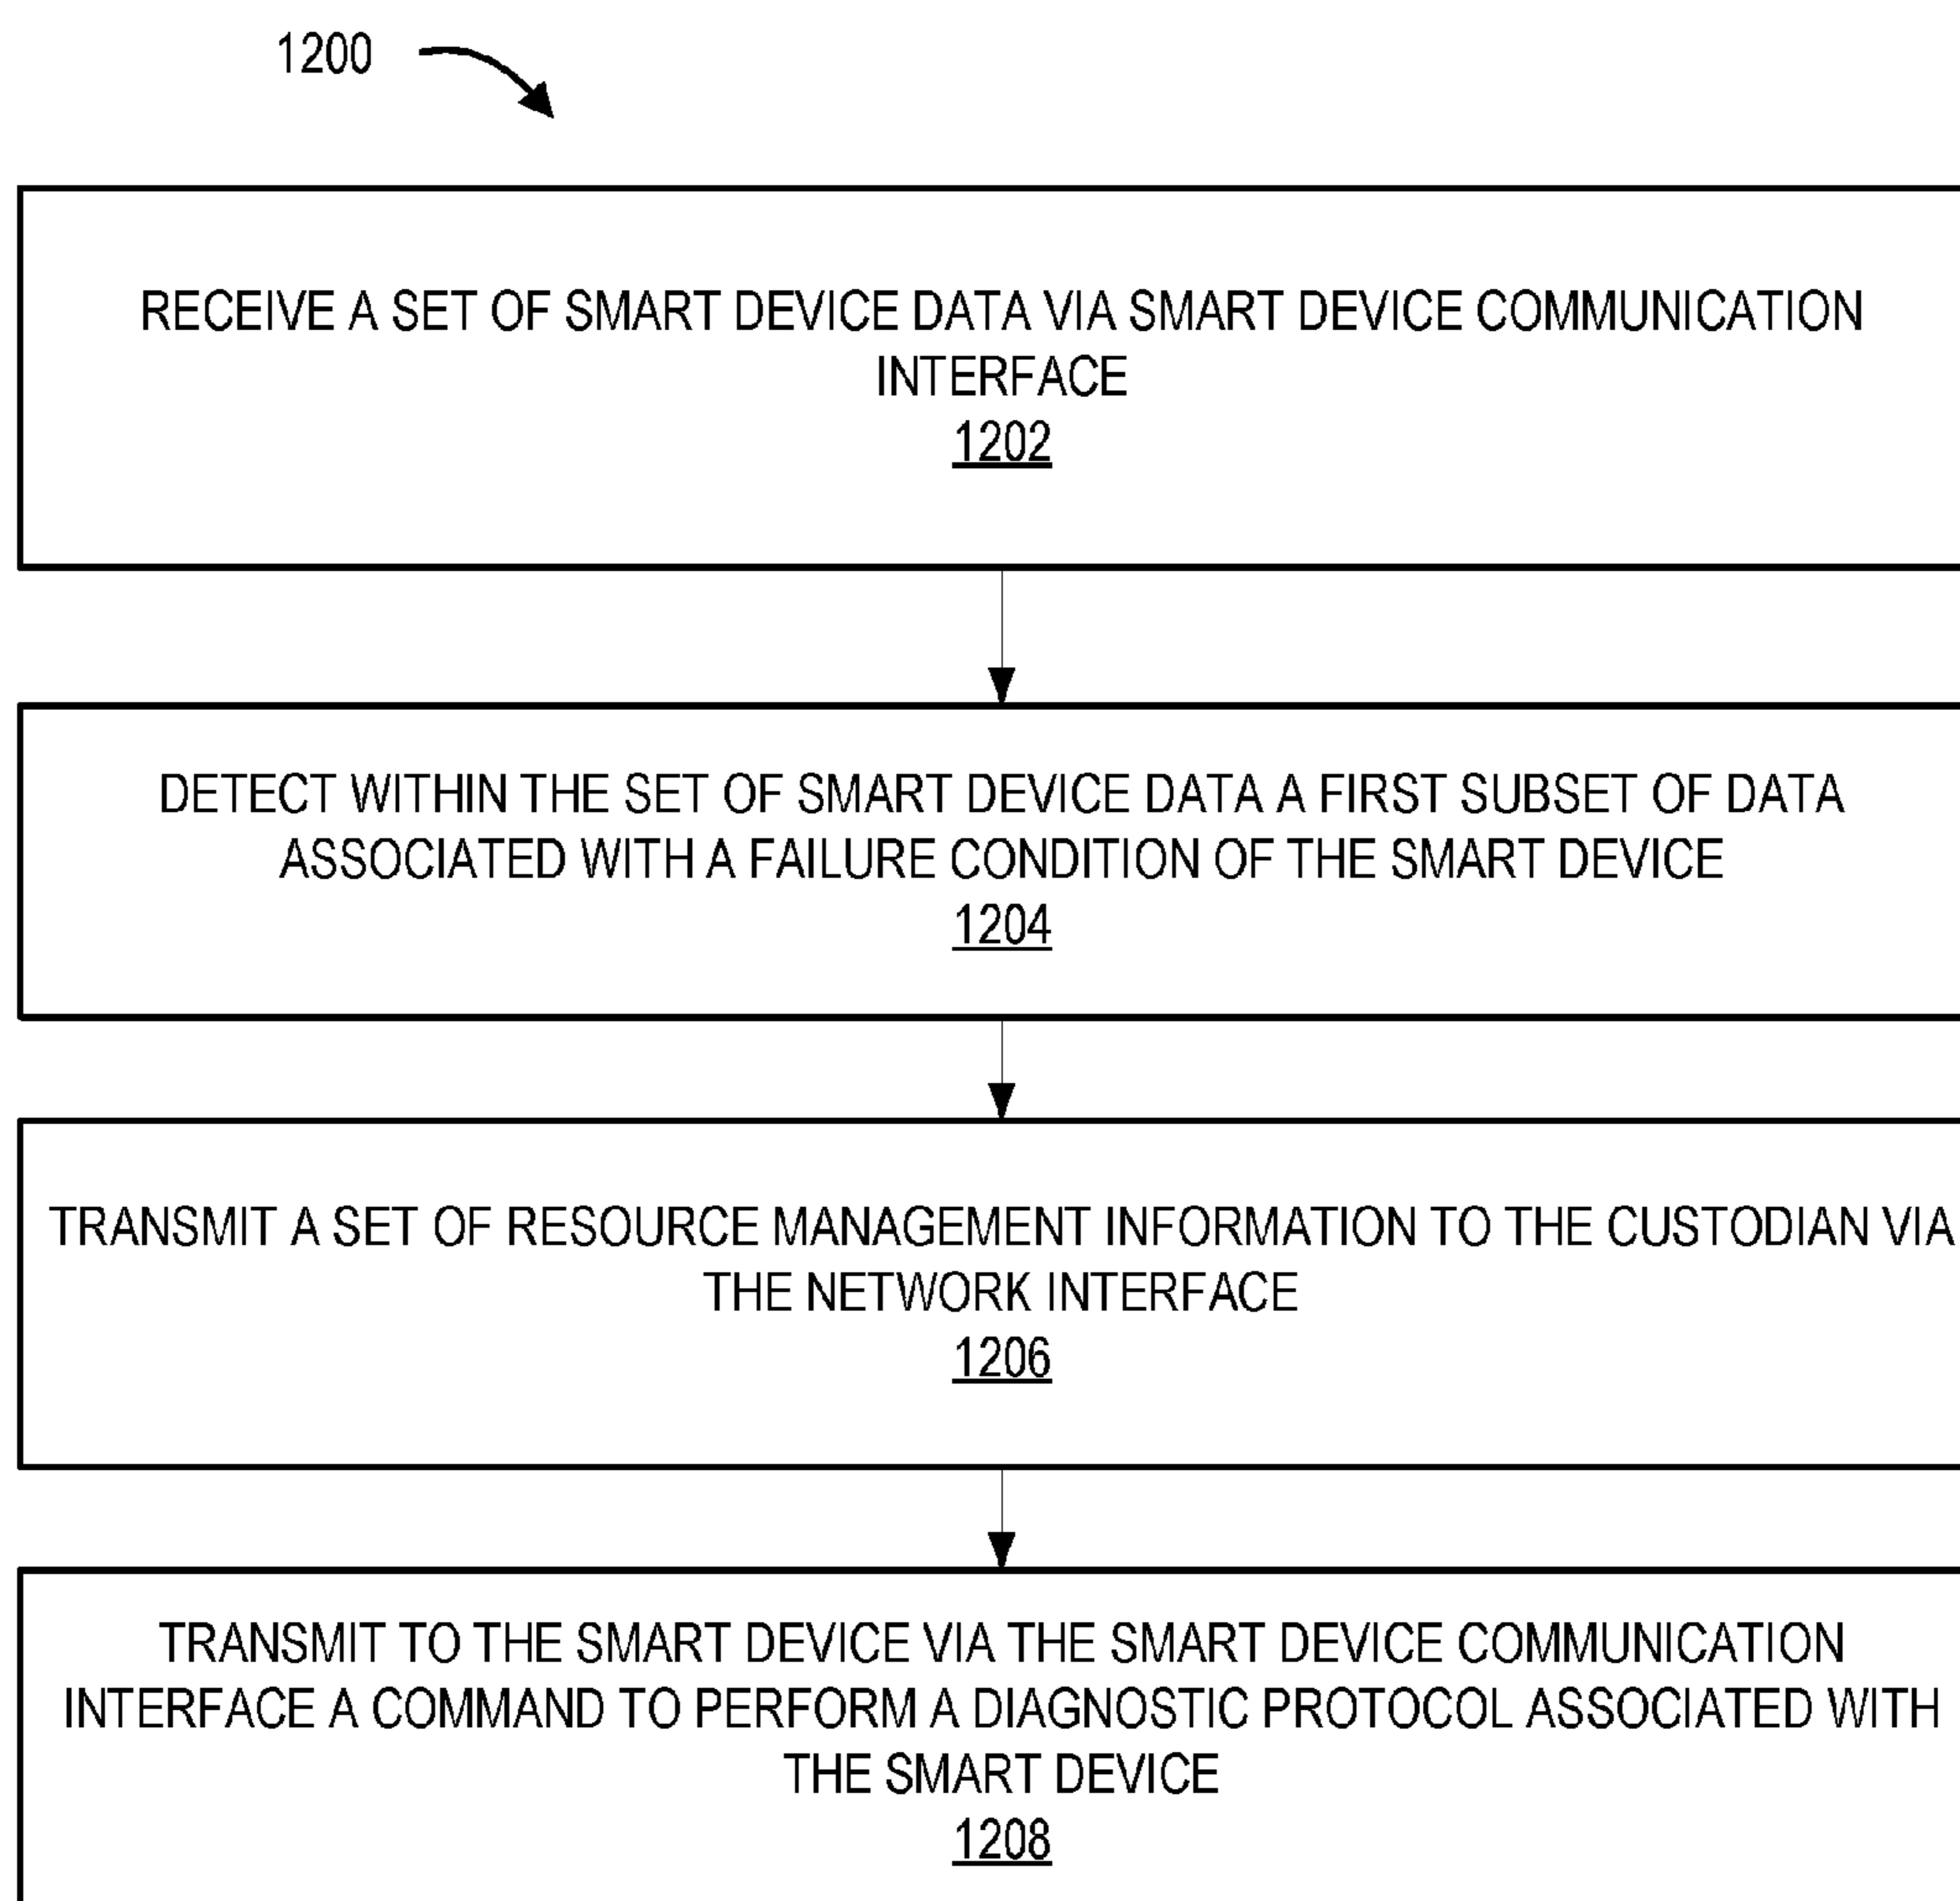 1200
RECEIVE A SET OF SMART DEVICE DATA VIA SMART DEVICE COMMUNICATION
INTERFACE
1202
DETECT WITHIN THE SET OF SMART DEVICE DATA A FIRST SUBSET OF DATA
ASSOCIATED WITH A FAILURE CONDITION OF THE SMART DEVICE
1204
TRANSMIT A SET OF RESOURCE MANAGEMENT INFORMATION TO THE CUSTODIAN VIA
THE NETWORK INTERFACE
1206
TRANSMIT TO THE SMART DEVICE VIA THE SMART DEVICE COMMUNICATION
INTERFACE A COMMAND TO PERFORM A DIAGNOSTIC PROTOCOL ASSOCIATED WITH
THE SMART DEVICE
1208